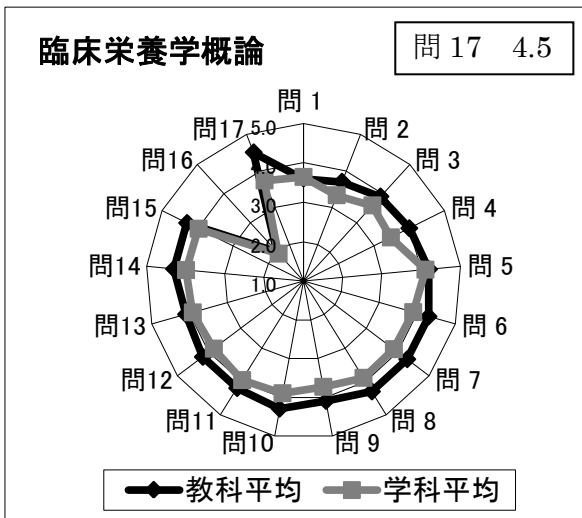 臨床栄養学概論
問 17　4.5
問 1
問 2
問 3
問 4
問 5
問 6
問 7
問 8
問 9
問10
問11
問12
問13
問14
問15
問16
問17
5.0
4.0
3.0
2.0
1.0
教科平均
学科平均